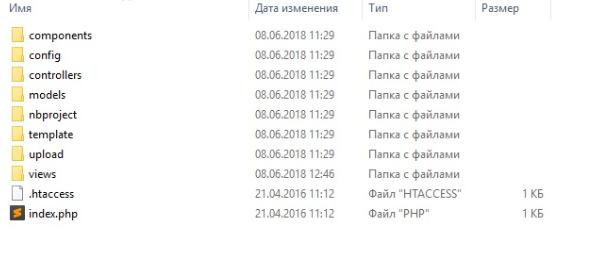 Имя Дата изменения Тип Размер
components 08.06.2018 11:29 Папка с файлами
config 08.06.2018 11:29 Папка с файлами
controllers 08.06.2018 11:29 Папка с файлами
models 08.06.2018 11:29 Папка с файлами
nbproject 08.06.2018 11:29 Папка с файлами
template 08.06.2018 11:29 Папка с файлами
upload 08.06.2018 11:29 Папка с файлами
views 08.06.2018 12:46 Папка с файлами
.htaccess 21.04.2016 11:12 Файл "HTACCESS" 1 КБ
index.php 21.04.2016 11:12 Файл "PHP" 1 КБ